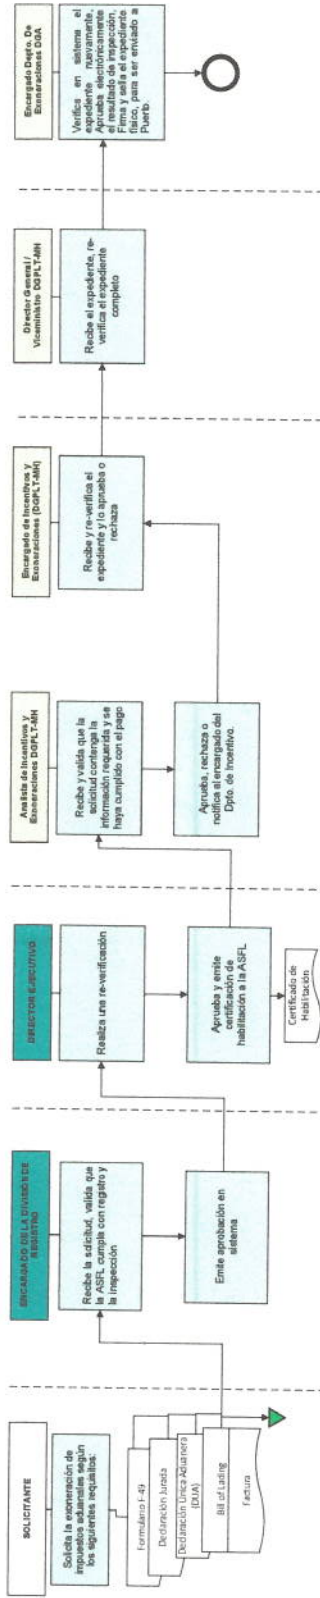 SOLICITANTE
Solicita la exoneración de
impuestos aduanales según
los siguientes requisitos:
Formulario F-49
Declaración Jurada
Declaración Única Aduanera
(DUA)
Bill of Lading
Factura
ENCARGADO DE LA DIVISIÓN DE
REGISTRO
Recibe la solicitud, valida que
la ASFL cumpla con registro y
la inspección
Emite aprobación en
sistema
DIRECTOR EJECUTIVO
Realiza una re-verificación
Aprueba y emite
certificación de
habilitación a la ASFL
Certificado de
Habilitación
Analista de Incentivos y
Exoneraciones DGPLT-MH
Recibe y valida que la
solicitud contenga la
información requerida y se
haya cumplido con el pago
Aprueba, rechaza o
notifica al encargado del
Dpto. de Incentivo.
Encargado de Incentivos y
Exoneraciones (DGPLT-MH)
Recibe y re-verifica el
expediente y lo aprueba o
rechaza
Director General /
Viceministro DGPLT-MH
Recibe el expediente, re-
verifica el expediente
completo
Encargado Depto. De
Exoneraciones DGA
Verifica en sistema el
expediente nuevamente,
Aprueba electrónicamente
el resultado de inspección,
Firma y sella el expediente
físico, para ser enviado a
Puerto.